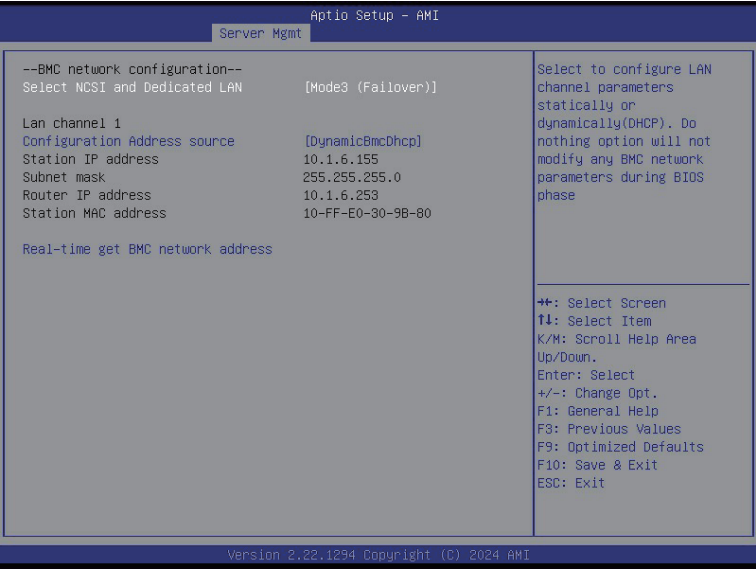 Aptio Setup – AMI
Server Mgmt
--BMC network configuration--
Select NCSI and Dedicated LAN [Mode3 (Failover)]
Lan channel 1
Configuration Address source [DynamicBmcDhcp]
Station IP address 10.1.6.155
Subnet mask 255.255.255.0
Router IP address 10.1.6.253
Station MAC address 10-FF-E0-30-9B-80
Real-time get BMC network address
Select to configure LAN
channel parameters
statically or
dynamically(DHCP). Do
nothing option will not
modify any BMC network
parameters during BIOS
phase
→←: Select Screen
↑↓: Select Item
K/M: Scroll Help Area
Up/Down.
Enter: Select
+/-: Change Opt.
F1: General Help
F3: Previous Values
F9: Optimized Defaults
F10: Save & Exit
ESC: Exit
Version 2.22.1294 Copyright (C) 2024 AMI